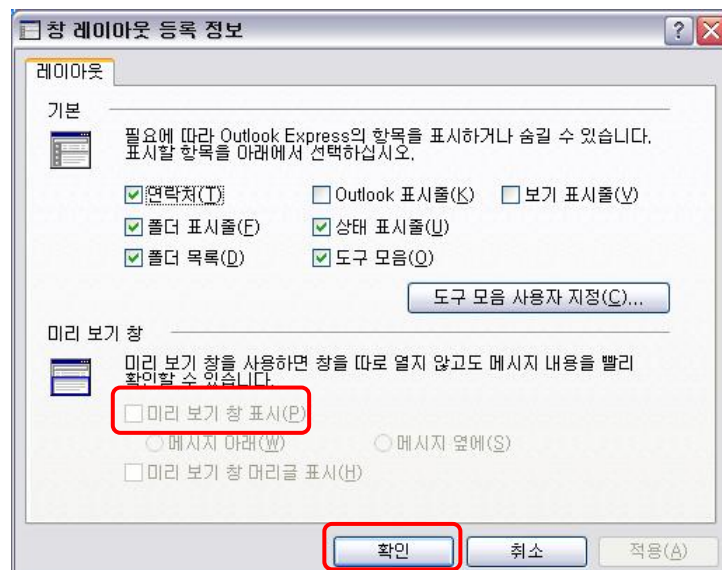 창 레이아웃 등록 정보
레이아웃
기본
필요에 따라 Outlook Express의 항목을 표시하거나 숨길 수 있습니다.
표시할 항목을 아래에서 선택하십시오.
연락처(T) Outlook 표시줄(K) 보기 표시줄(V)
폴더 표시줄(F) 상태 표시줄(U)
폴더 목록(D) 도구 모음(O)
도구 모음 사용자 지정(C)...
미리 보기 창
미리 보기 창을 사용하면 창을 따로 열지 않고도 메시지 내용을 빨리
확인할 수 있습니다.
미리 보기 창 표시(P)
메시지 아래(W) 메시지 옆에(S)
미리 보기 창 머리글 표시(H)
확인 취소 적용(A)